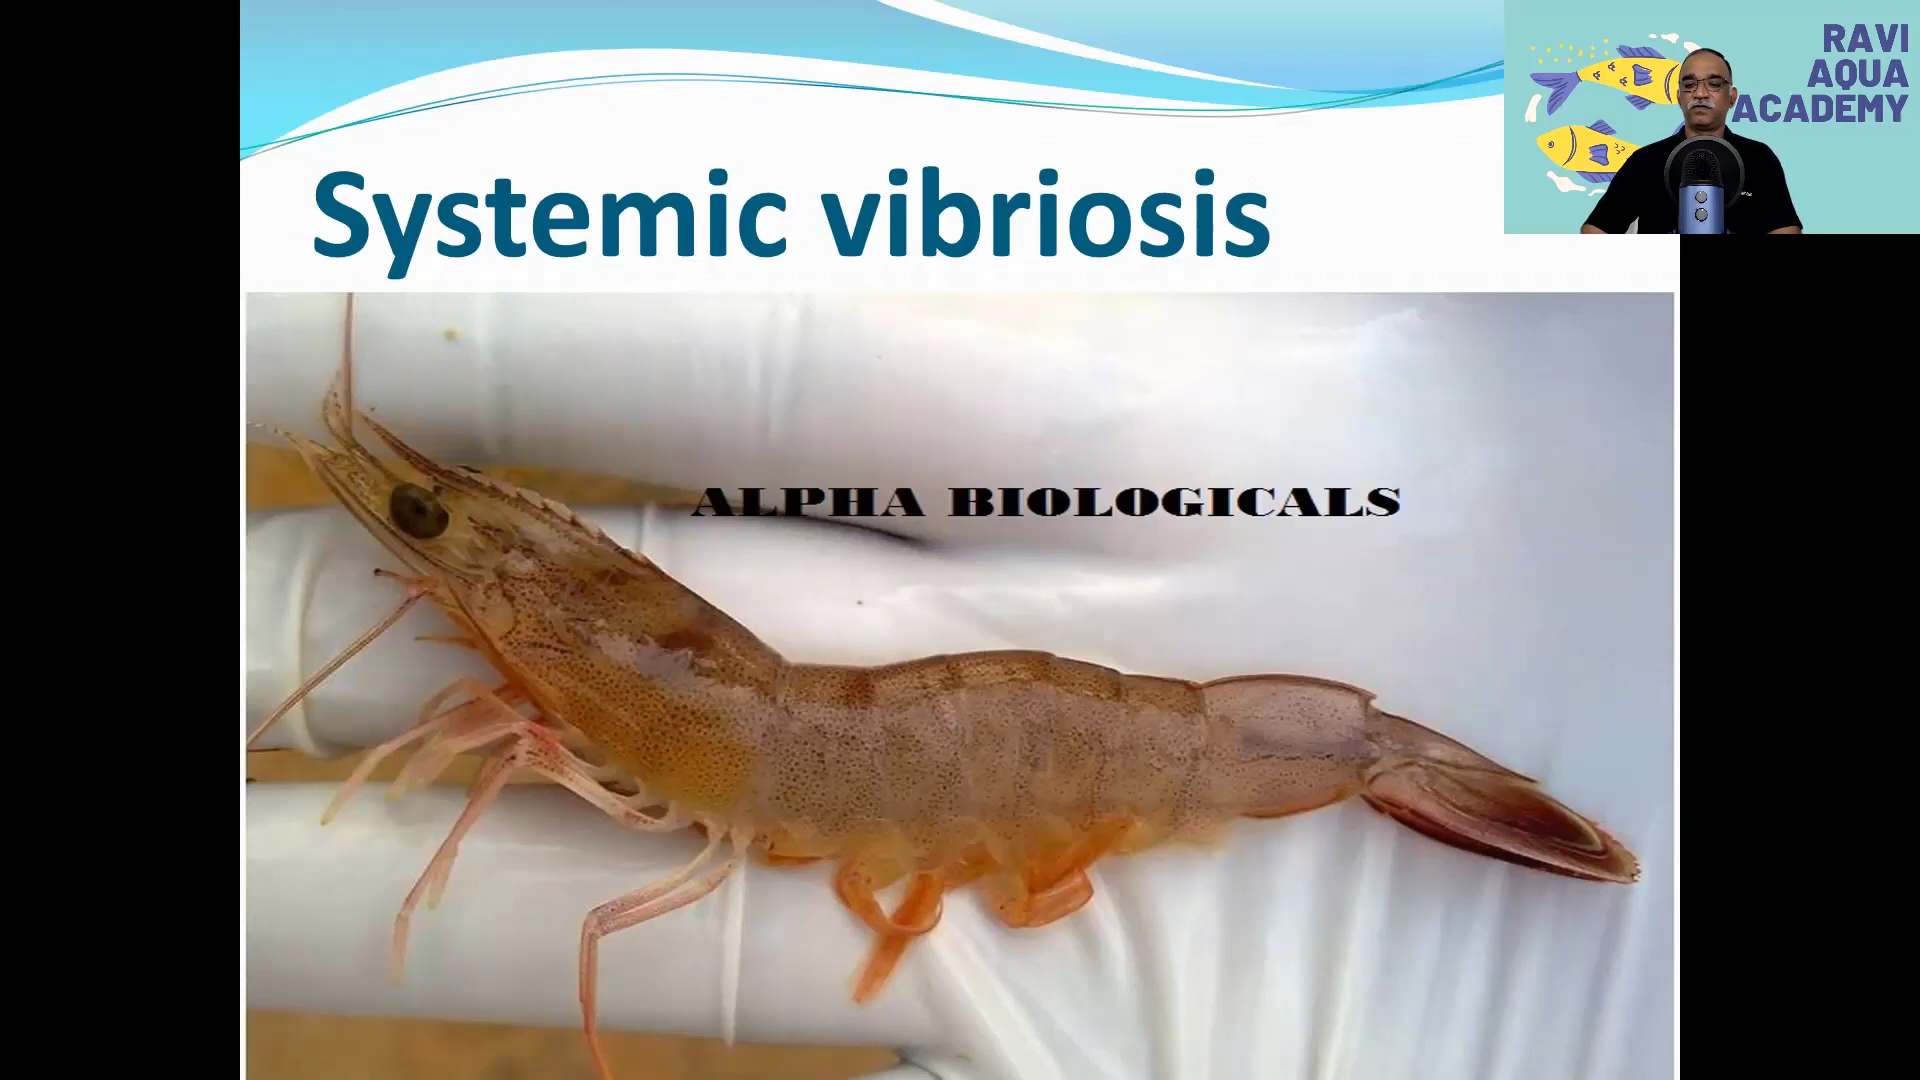 Systemic vibriosis
RAVI
AQUA
ACADEMY
ALPHA BIOLOGICALS